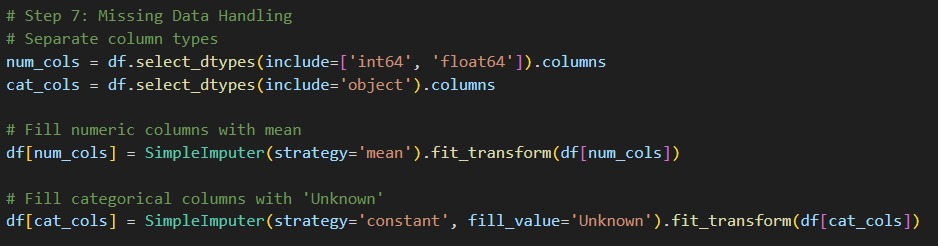 # Step 7: Missing Data Handling
# Separate column types
num_cols = df.select_dtypes(include=['int64', 'float64']).columns
cat_cols = df.select_dtypes(include='object').columns
# Fill numeric columns with mean
df[num_cols] = SimpleImputer(strategy='mean').fit_transform(df[num_cols])
# Fill categorical columns with 'Unknown'
df[cat_cols] = SimpleImputer(strategy='constant', fill_value='Unknown').fit_transform(df[cat_cols])